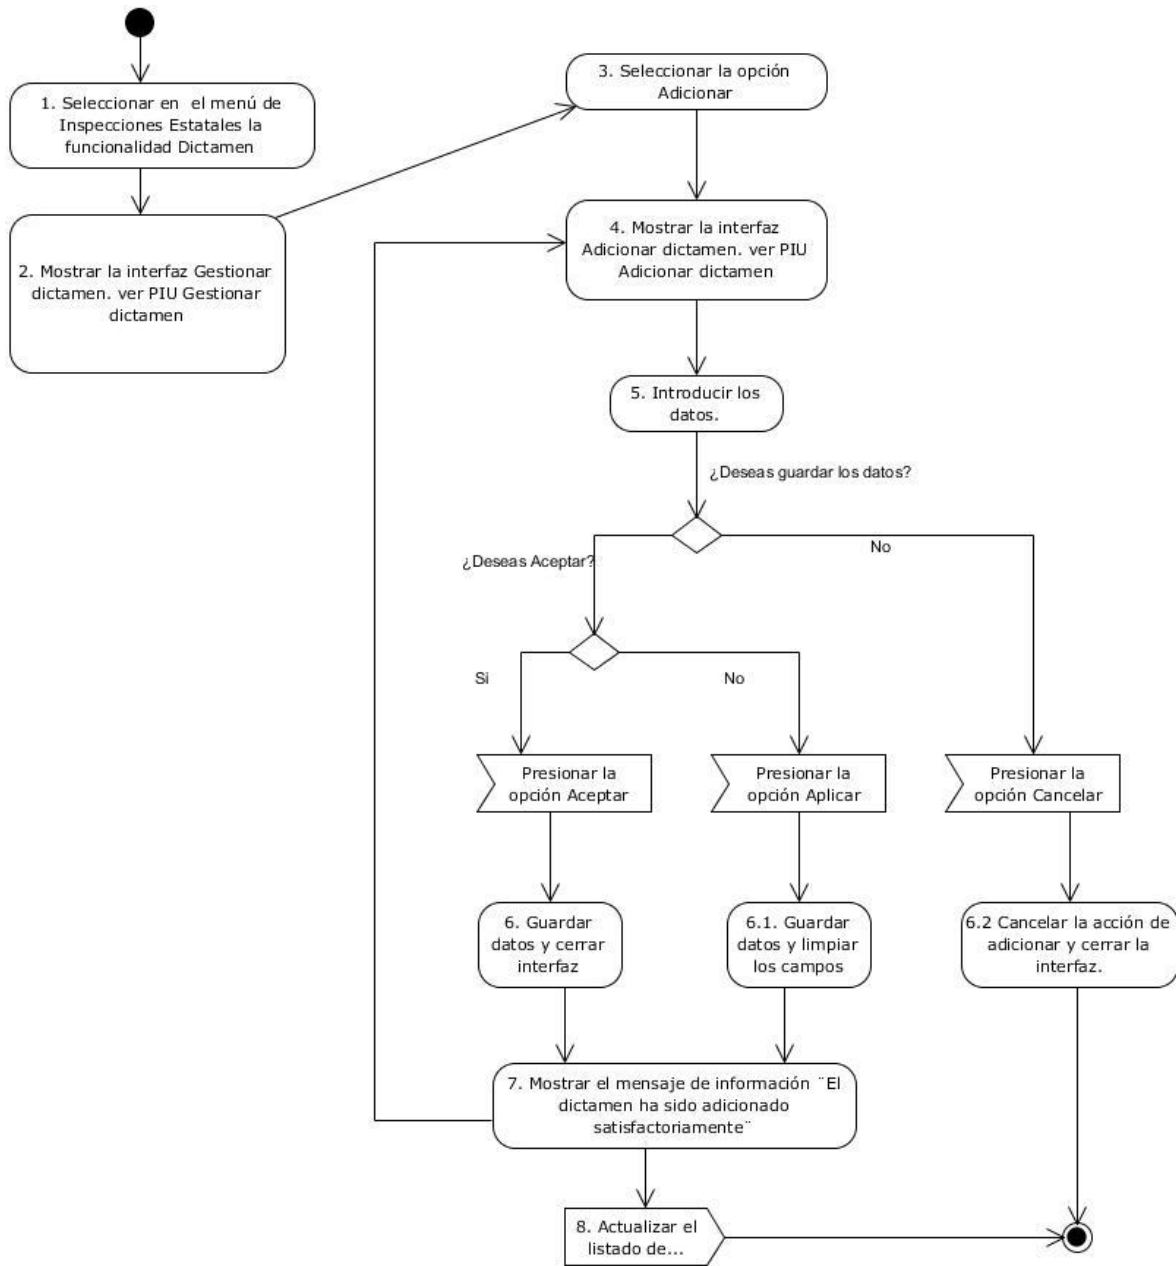 1. Seleccionar en el menú de
Inspecciones Estatales la
funcionalidad Dictamen
2. Mostrar la interfaz Gestionar
dictamen. ver PIU Gestionar
dictamen
3. Seleccionar la opción
Adicionar
4. Mostrar la interfaz
Adicionar dictamen. ver PIU
Adicionar dictamen
5. Introducir los
datos.
¿Deseas guardar los datos?
¿Deseas Aceptar?
No
Si
No
Presionar la
opción Aceptar
Presionar la
opción Aplicar
Presionar la
opción Cancelar
6. Guardar
datos y cerrar
interfaz
6.1. Guardar
datos y limpiar
los campos
6.2 Cancelar la acción de
adicionar y cerrar la
interfaz.
7. Mostrar el mensaje de información ¨El
dictamen ha sido adicionado
satisfactoriamente¨
8. Actualizar el
listado de...